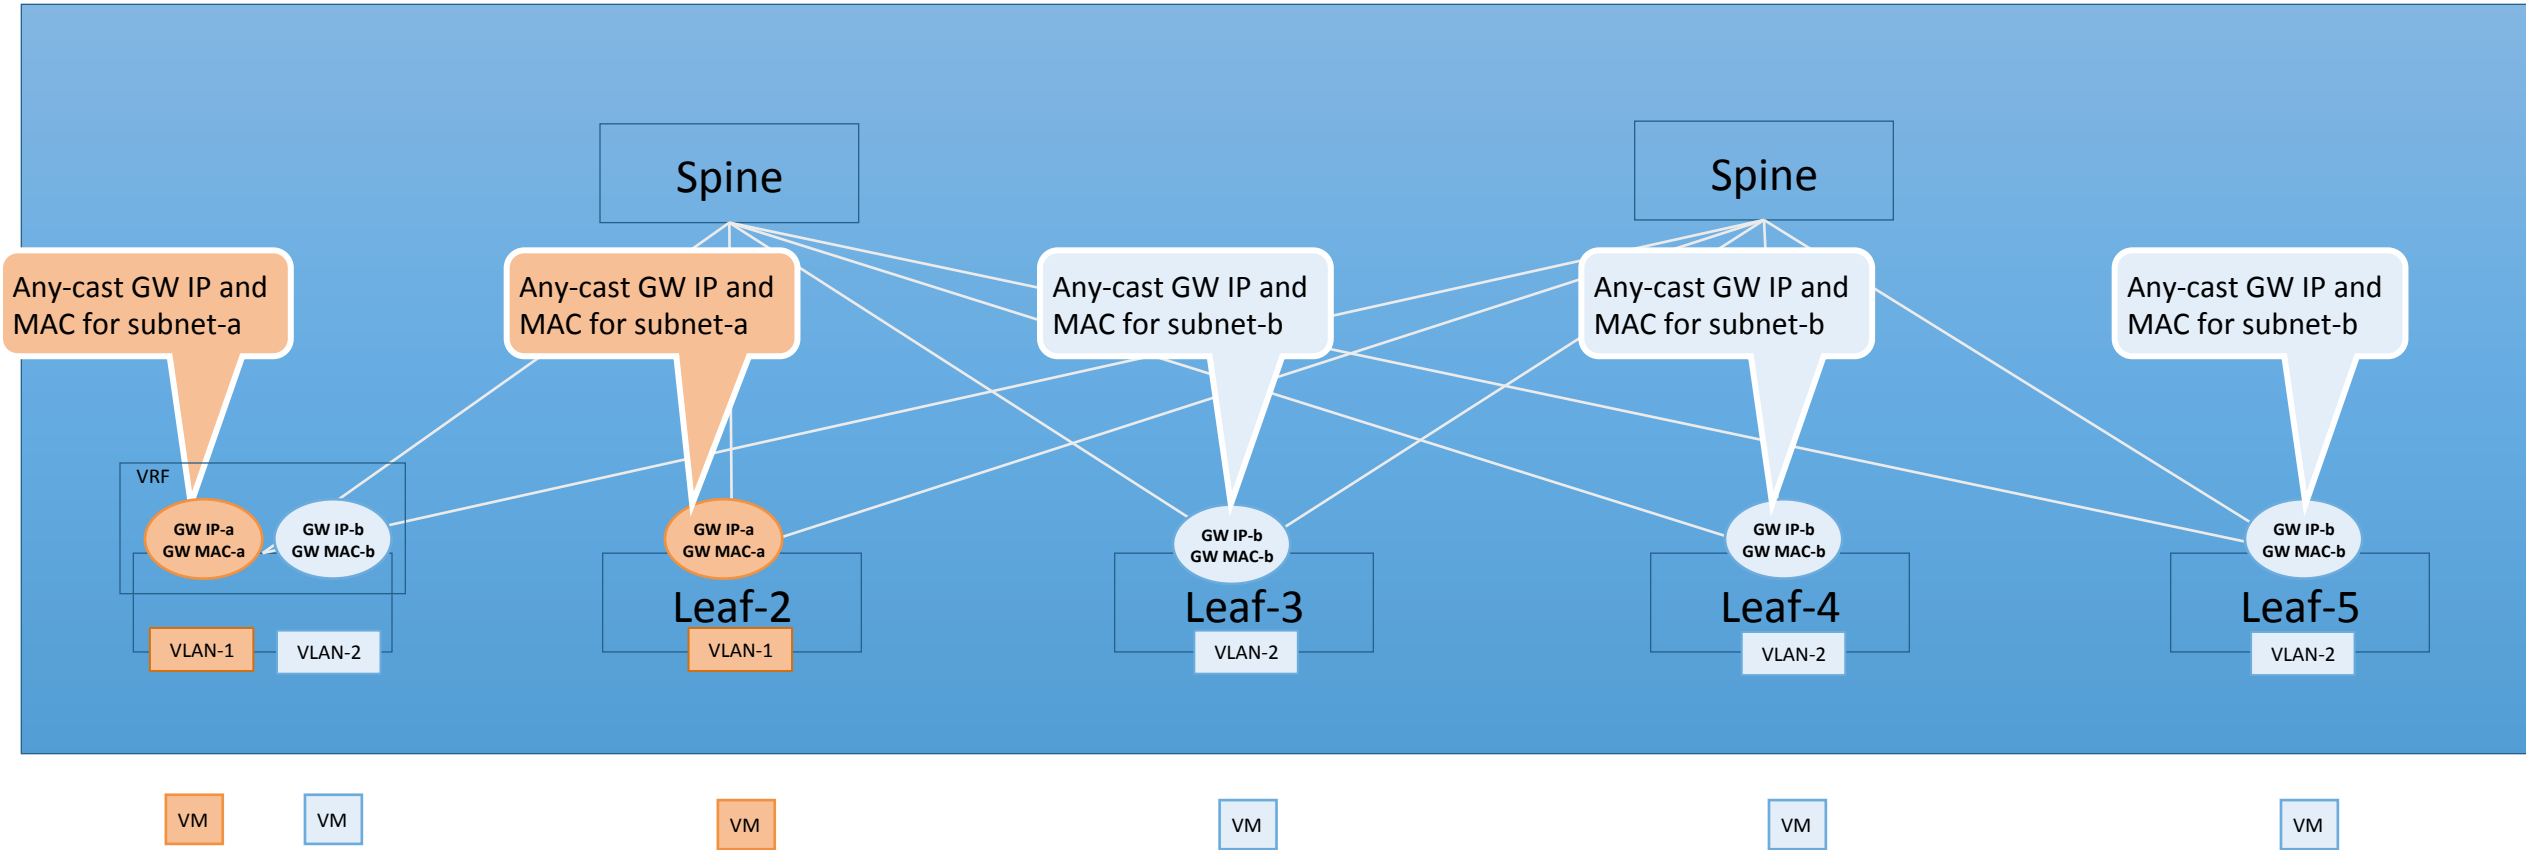 Spine
Spine
Any-cast GW IP and
MAC for subnet-a
Any-cast GW IP and
MAC for subnet-a
Any-cast GW IP and
MAC for subnet-b
Any-cast GW IP and
MAC for subnet-b
Any-cast GW IP and
MAC for subnet-b
VRF
GW IP-a
GW MAC-a
GW IP-b
GW MAC-b
GW IP-a
GW MAC-a
GW IP-b
GW MAC-b
GW IP-b
GW MAC-b
GW IP-b
GW MAC-b
Leaf-2
Leaf-3
Leaf-4
Leaf-5
VLAN-1
VLAN-2
VLAN-1
VLAN-2
VLAN-2
VLAN-2
VM
VM
VM
VM
VM
VM